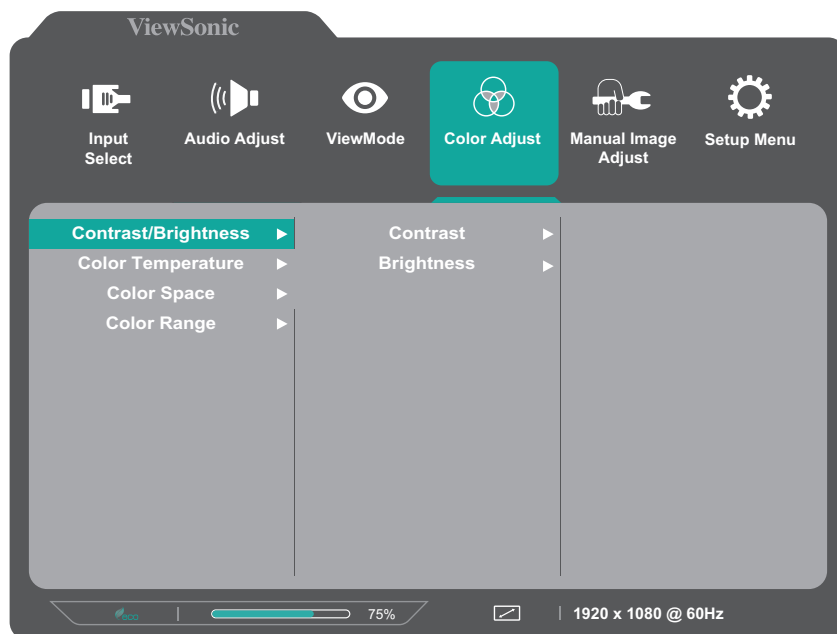 ViewSonic
Input
Select
Audio Adjust
ViewMode
Color Adjust
Manual Image
Adjust
Setup Menu
Contrast/Brightness
Color Temperature
Color Space
Color Range
Contrast
Brightness
eco
75%
1920 x 1080 @ 60Hz